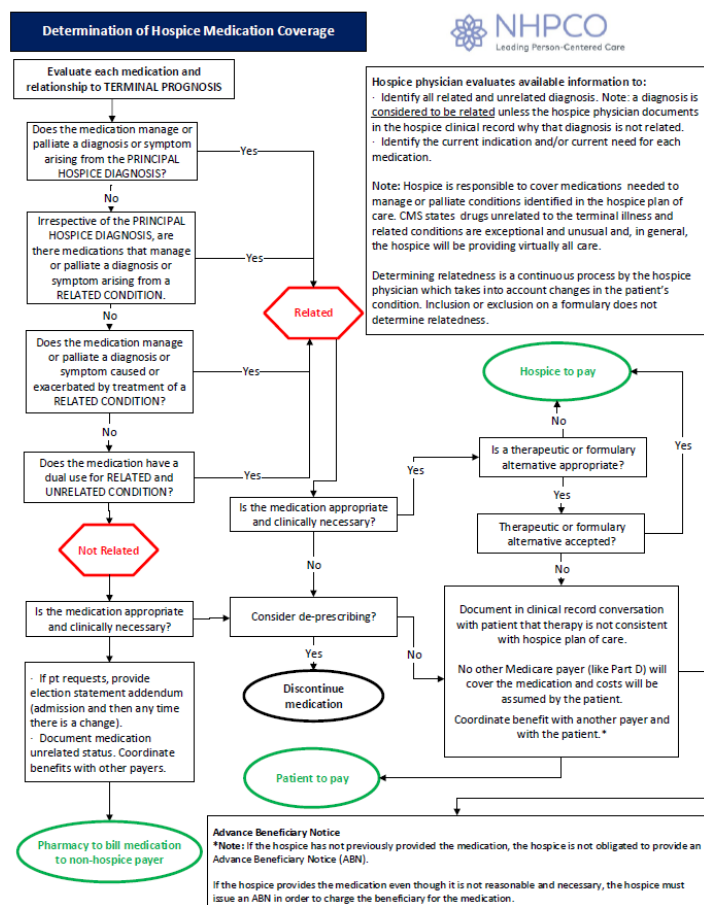 Determination of Hospice Medication Coverage
NHPCO
Leading Person-Centered Care
Evaluate each medication and
relationship to TERMINAL PROGNOSIS
Does the medication manage or
palliate a diagnosis or symptom
arising from the PRINCIPAL
HOSPICE DIAGNOSIS?
Yes
No
Irrespective of the PRINCIPAL
HOSPICE DIAGNOSIS, are
there medications that manage
or palliate a diagnosis or
symptom arising from a
RELATED CONDITION.
Yes
No
Does the medication manage
or palliate a diagnosis or
symptom caused or
exacerbated by treatment of a
RELATED CONDITION?
Yes
No
Does the medication have a
dual use for RELATED and
UNRELATED CONDITION?
Yes
Related
Not Related
Hospice physician evaluates available information to:
· Identify all related and unrelated diagnosis. Note: a diagnosis is
considered to be related unless the hospice physician documents
in the hospice clinical record why that diagnosis is not related.
· Identify the current indication and/or current need for each
medication.
Note: Hospice is responsible to cover medications needed to
manage or palliate conditions identified in the hospice plan of
care. CMS states drugs unrelated to the terminal illness and
related conditions are exceptional and unusual and, in general,
the hospice will be providing virtually all care.
Determining relatedness is a continuous process by the hospice
physician which takes into account changes in the patient's
condition. Inclusion or exclusion on a formulary does not
determine relatedness.
Hospice to pay
No
Yes
Is a therapeutic or formulary
alternative appropriate?
Yes
Yes
Is the medication appropriate
and clinically necessary?
Therapeutic or formulary
alternative accepted?
No
No
Is the medication appropriate
and clinically necessary?
Consider de-prescribing?
No
Yes
Discontinue
medication
Document in clinical record conversation
with patient that therapy is not consistent
with hospice plan of care.
No other Medicare payer (like Part D) will
cover the medication and costs will be
assumed by the patient.
Coordinate benefit with another payer and
with the patient.*
· If pt requests, provide
election statement addendum
(admission and then any time
there is a change).
· Document medication
unrelated status. Coordinate
benefits with other payers.
Patient to pay
Pharmacy to bill medication
to non-hospice payer
Advance Beneficiary Notice
*Note: If the hospice has not previously provided the medication, the hospice is not obligated to provide an
Advance Beneficiary Notice (ABN).
If the hospice provides the medication even though it is not reasonable and necessary, the hospice must
issue an ABN in order to charge the beneficiary for the medication.